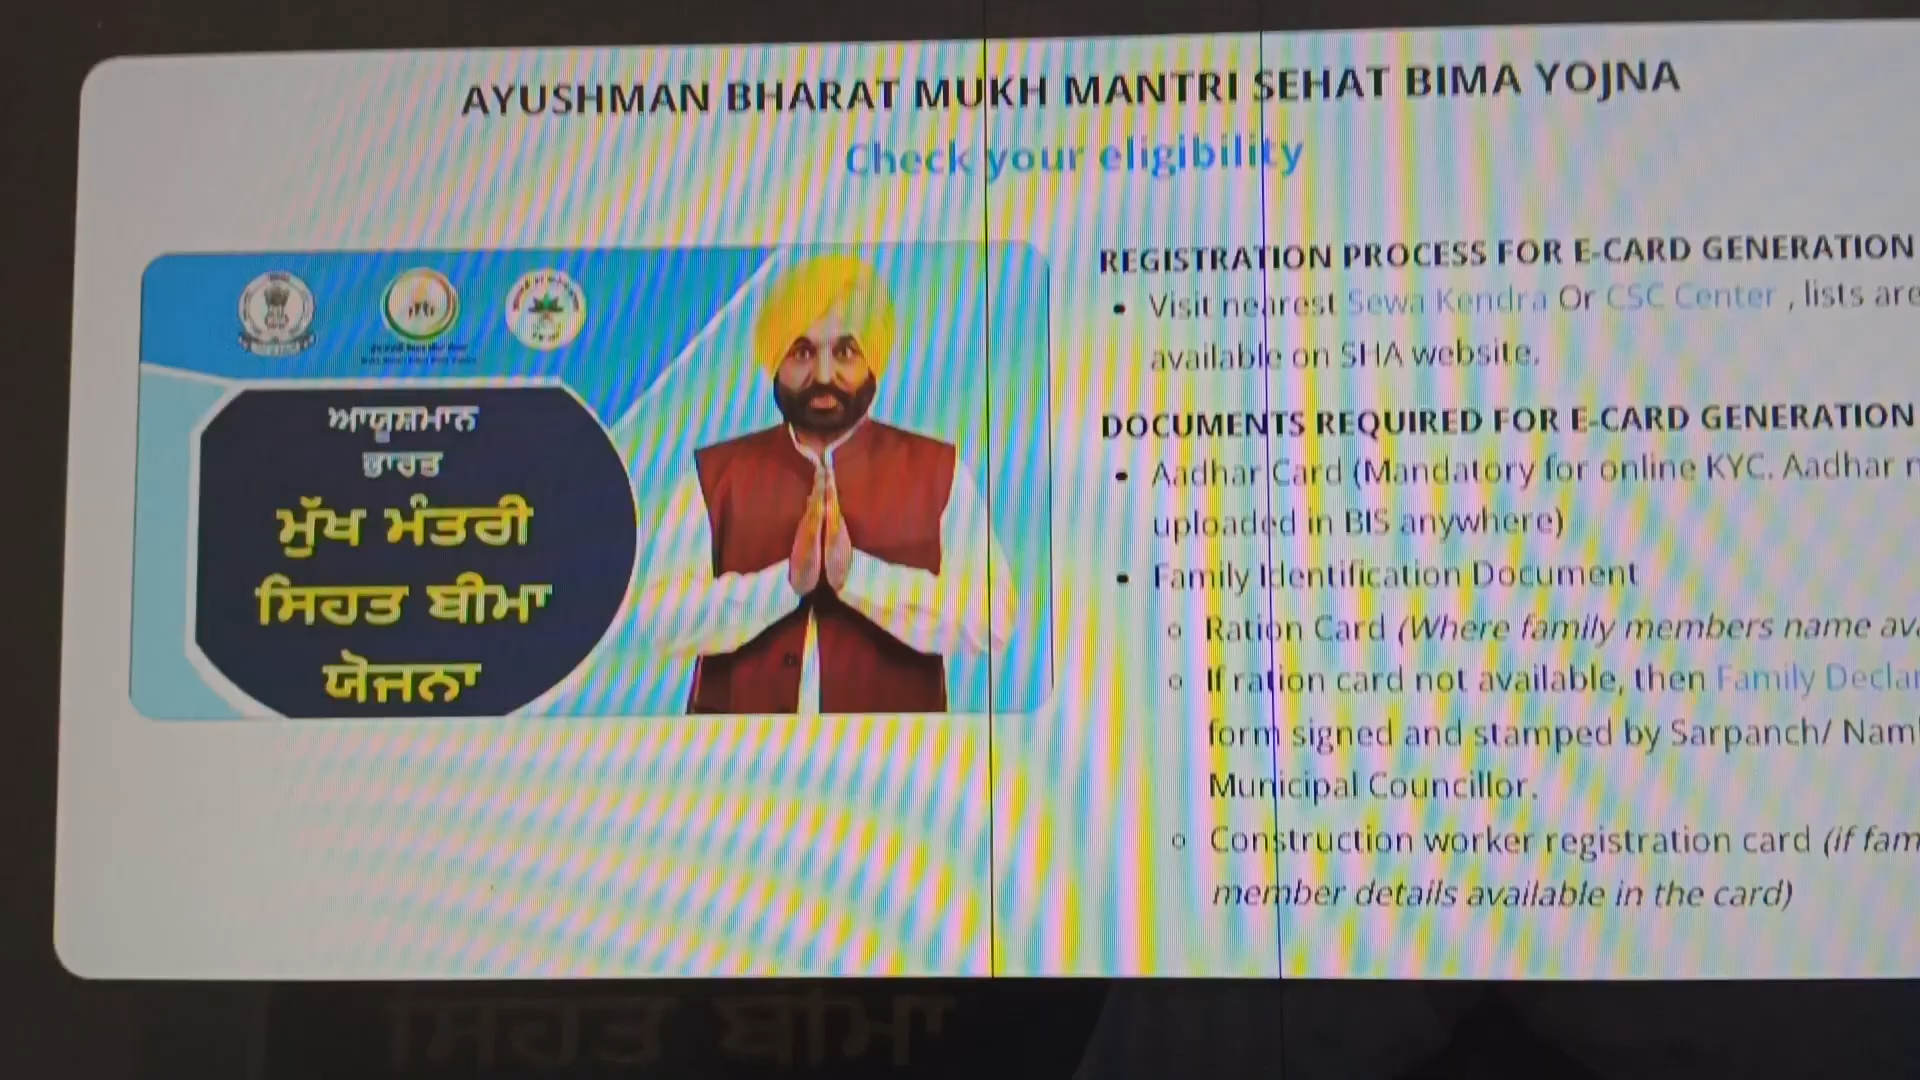 AYUSHMAN BHARAT MUKH MANTRI SEHAT BIMA YOJNA
Check your eligibility
ਆਯੂਸ਼ਮਾਨ
ਭਾਰਤ
ਮੁੱਖ ਮੰਤਰੀ
ਸਿਹਤ ਬੀਮਾ
ਯੋਜਨਾ
REGISTRATION PROCESS FOR E-CARD GENERATION
• Visit nearest Sewa Kendra Or CSC Center , lists are
available on SHA website.
DOCUMENTS REQUIRED FOR E-CARD GENERATION
• Aadhar Card (Mandatory for online KYC. Aadhar
uploaded in BIS anywhere)
• Family Identification Document
○ Ration Card (Where family members name
○ If ration card not available, then Family
form signed and stamped by Sarpanch/
Municipal Councillor.
○ Construction worker registration card (if
member details available in the card)
ਸਿਹਤ ਬੀਮਾ